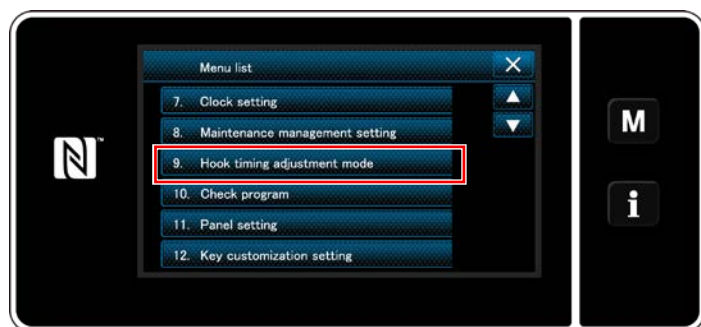 Menu list
7. Clock setting
8. Maintenance management setting
9. Hook timing adjustment mode
10. Check program
11. Panel setting
12. Key customization setting
M
i